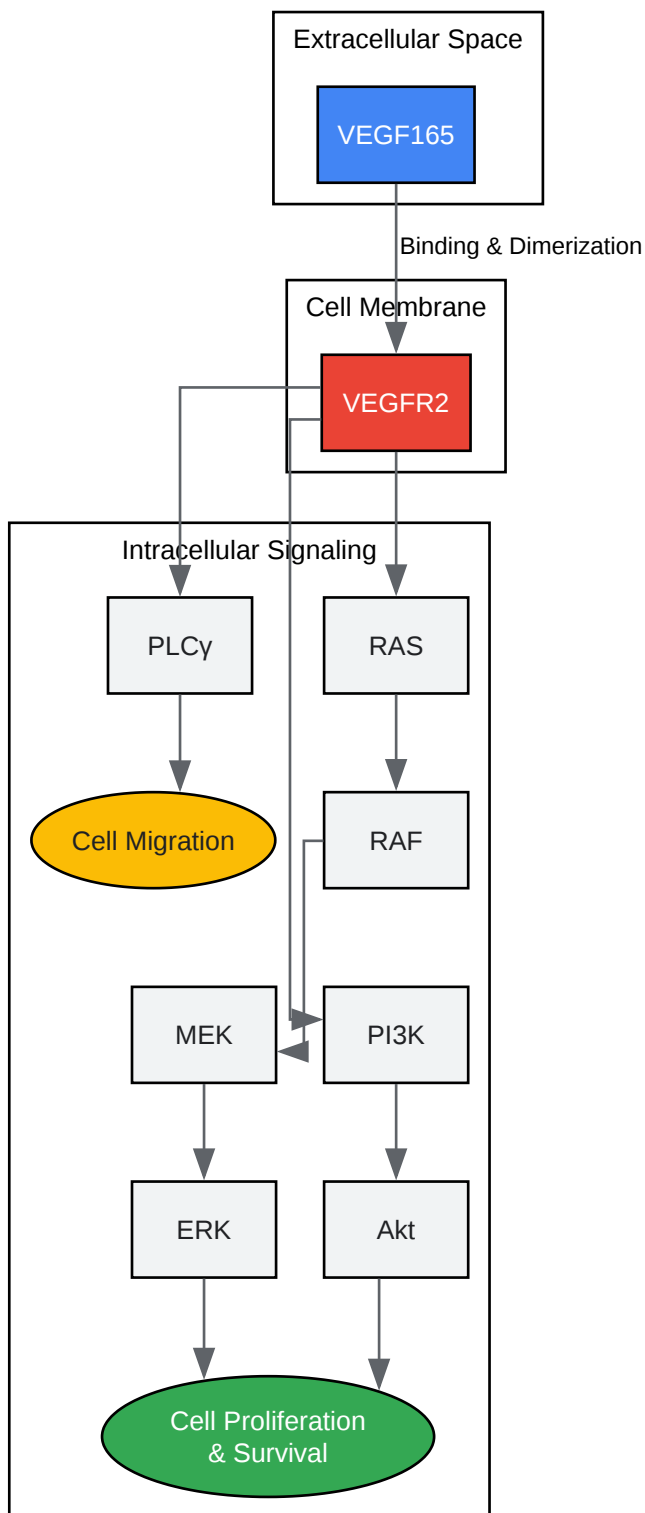 Extracellular Space
VEGF165
Binding & Dimerization
Cell Membrane
VEGFR2
Intracellular Signaling
PLCγ
RAS
Cell Migration
RAF
MEK
PI3K
ERK
Akt
Cell Proliferation
& Survival